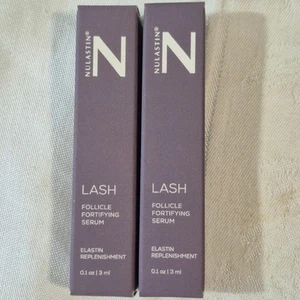 NULASTIN®
N
LASH
FOLLICLE
FORTIFYING
SERUM
ELASTIN
REPLENISHMENT
0.1 oz | 3 ml
NULASTIN®
N
LASH
FOLLICLE
FORTIFYING
SERUM
ELASTIN
REPLENISHMENT
0.1 oz | 3 ml